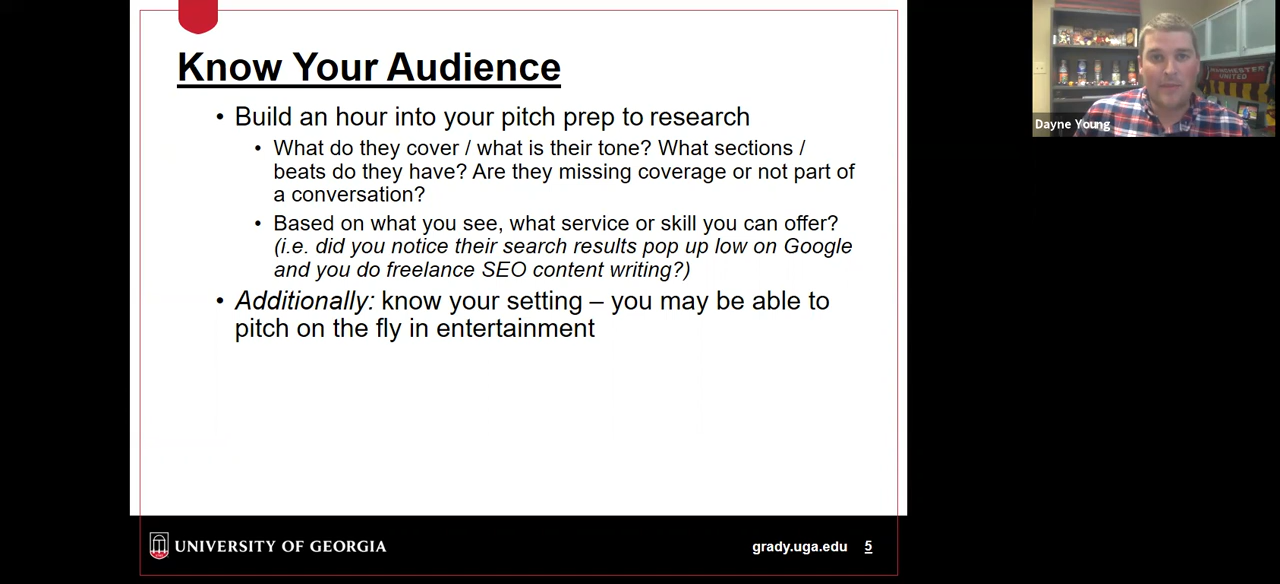 Know Your Audience
• Build an hour into your pitch prep to research
• What do they cover / what is their tone? What sections /
beats do they have? Are they missing coverage or not part of
a conversation?
• Based on what you see, what service or skill you can offer?
(i.e. did you notice their search results pop up low on Google
and you do freelance SEO content writing?)
• Additionally: know your setting – you may be able to
pitch on the fly in entertainment
UNIVERSITY OF GEORGIA
grady.uga.edu 5
MANCHESTER
UNITED
Dayne Young